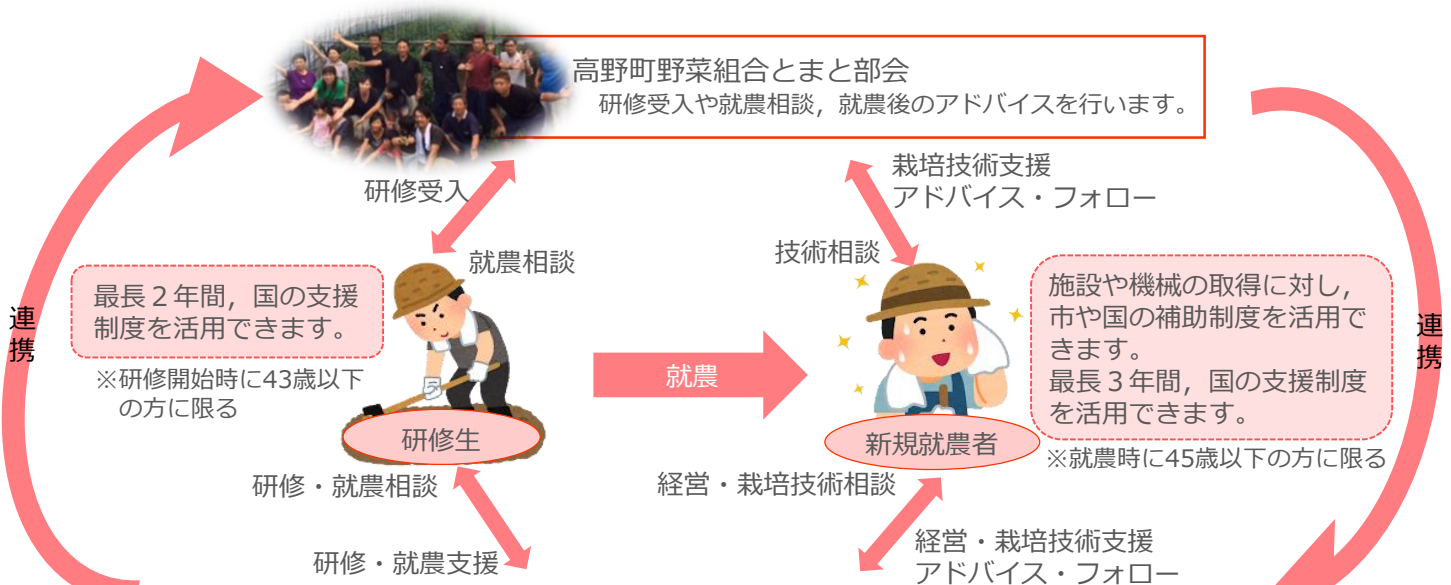 高野町野菜組合とまと部会
研修受入や就農相談，就農後のアドバイスを行います。
研修受入
就農相談
栽培技術支援
アドバイス・フォロー
技術相談
連携
最長２年間，国の支援
制度を活用できます。
※研修開始時に43歳以下
の方に限る
就農
施設や機械の取得に対し，
市や国の補助制度を活用で
きます。
最長３年間，国の支援制度
を活用できます。
※就農時に45歳以下の方に限る
連携
研修生
新規就農者
研修・就農相談
研修・就農支援
経営・栽培技術相談
経営・栽培技術支援
アドバイス・フォロー